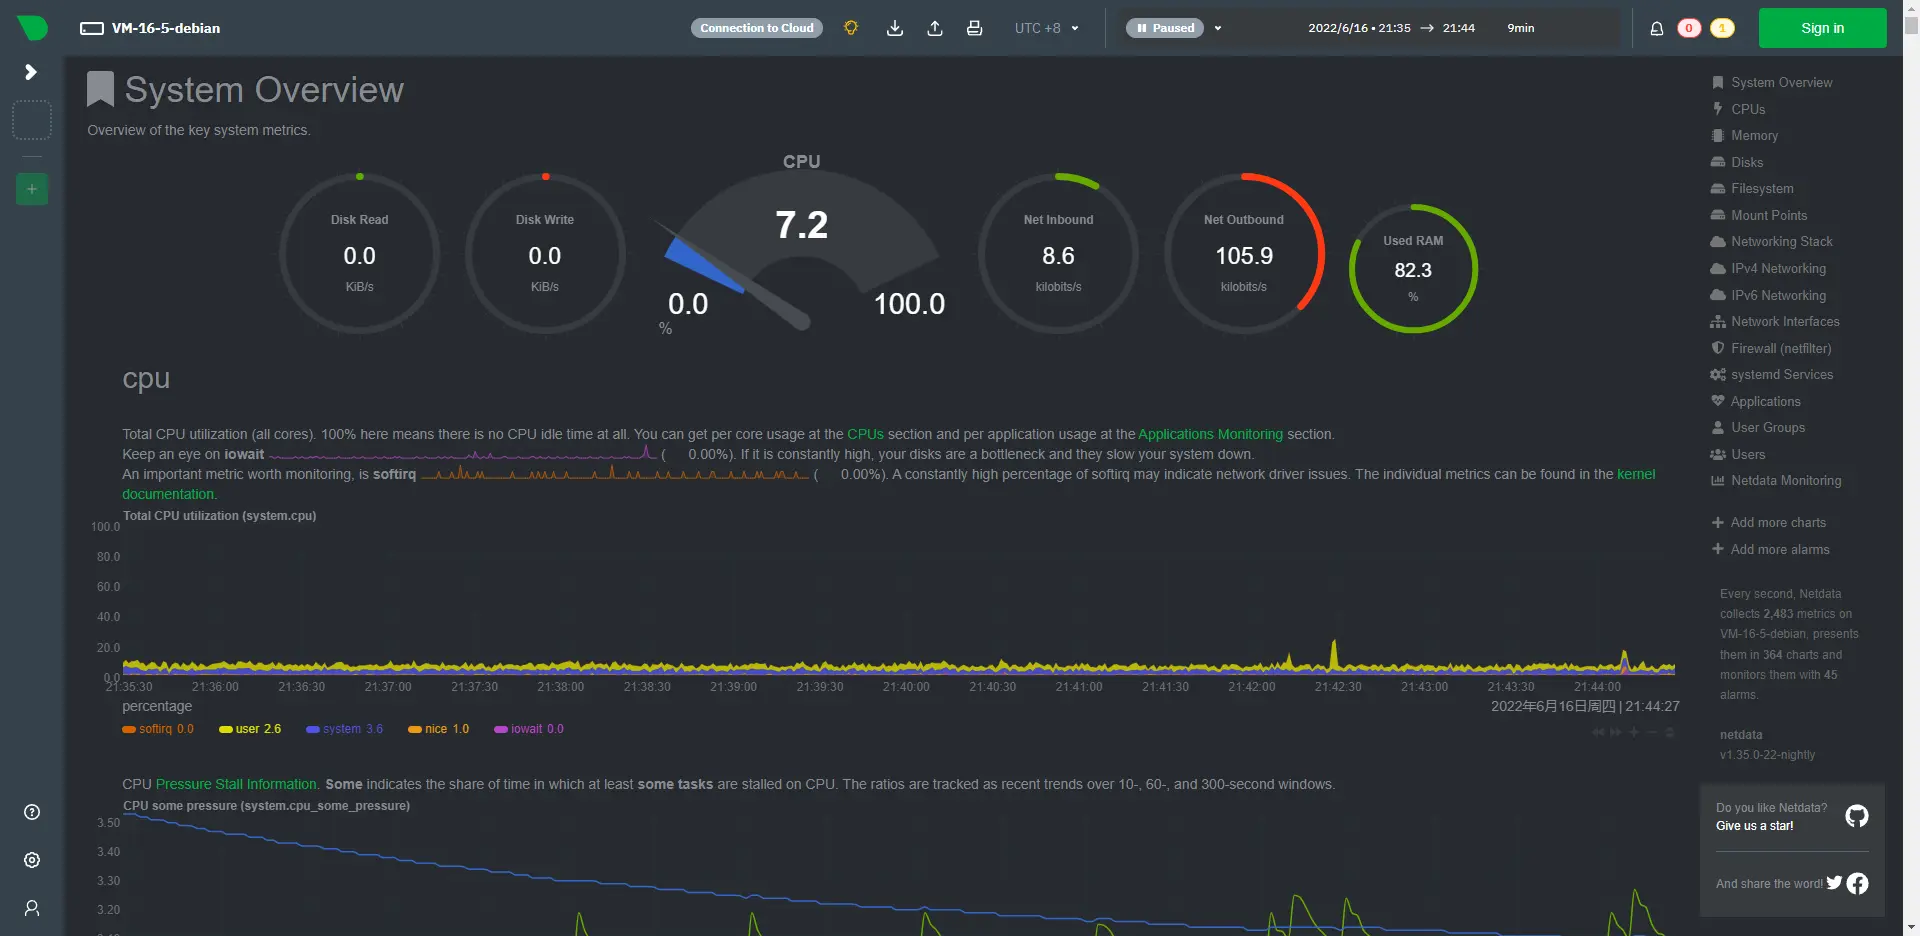 VM-16-5-debian
Connection to Cloud
UTC +8
Paused
2022/6/16 • 21:35 → 21:44
9min
0
1
Sign in
System Overview
Overview of the key system metrics.
Disk Read
0.0
KiB/s
Disk Write
0.0
KiB/s
CPU
7.2
0.0
100.0
%
Net Inbound
8.6
kilobits/s
Net Outbound
105.9
kilobits/s
Used RAM
82.3
%
cpu
Total CPU utilization (all cores). 100% here means there is no CPU idle time at all. You can get per core usage at the CPUs section and per application usage at the Applications Monitoring section.
Keep an eye on iowait ( 0.00%). If it is constantly high, your disks are a bottleneck and they slow your system down.
An important metric worth monitoring, is softirq ( 0.00%). A constantly high percentage of softirq may indicate network driver issues. The individual metrics can be found in the kernel
documentation.
Total CPU utilization (system.cpu)
100.0
80.0
60.0
40.0
20.0
0.0
21:35:30 21:36:00 21:36:30 21:37:00 21:37:30 21:38:00 21:38:30 21:39:00 21:39:30 21:40:00 21:40:30 21:41:00 21:41:30 21:42:00 21:42:30 21:43:00 21:43:30 21:44:00
percentage
2022年6月16日周四 | 21:44:27
softirq 0.0 user 2.6 system 3.6 nice 1.0 iowait 0.0
CPU Pressure Stall Information. Some indicates the share of time in which at least some tasks are stalled on CPU. The ratios are tracked as recent trends over 10-, 60-, and 300-second windows.
CPU some pressure (system.cpu_some_pressure)
3.50
3.40
3.30
3.20
System Overview
CPUs
Memory
Disks
Filesystem
Mount Points
Networking Stack
IPv4 Networking
IPv6 Networking
Network Interfaces
Firewall (netfilter)
systemd Services
Applications
User Groups
Users
Netdata Monitoring
Add more charts
Add more alarms
Every second, Netdata
collects 2,483 metrics on
VM-16-5-debian, presents
them in 364 charts and
monitors them with 45
alarms.
netdata
v1.35.0-22-nightly
Do you like Netdata?
Give us a star!
And share the word!